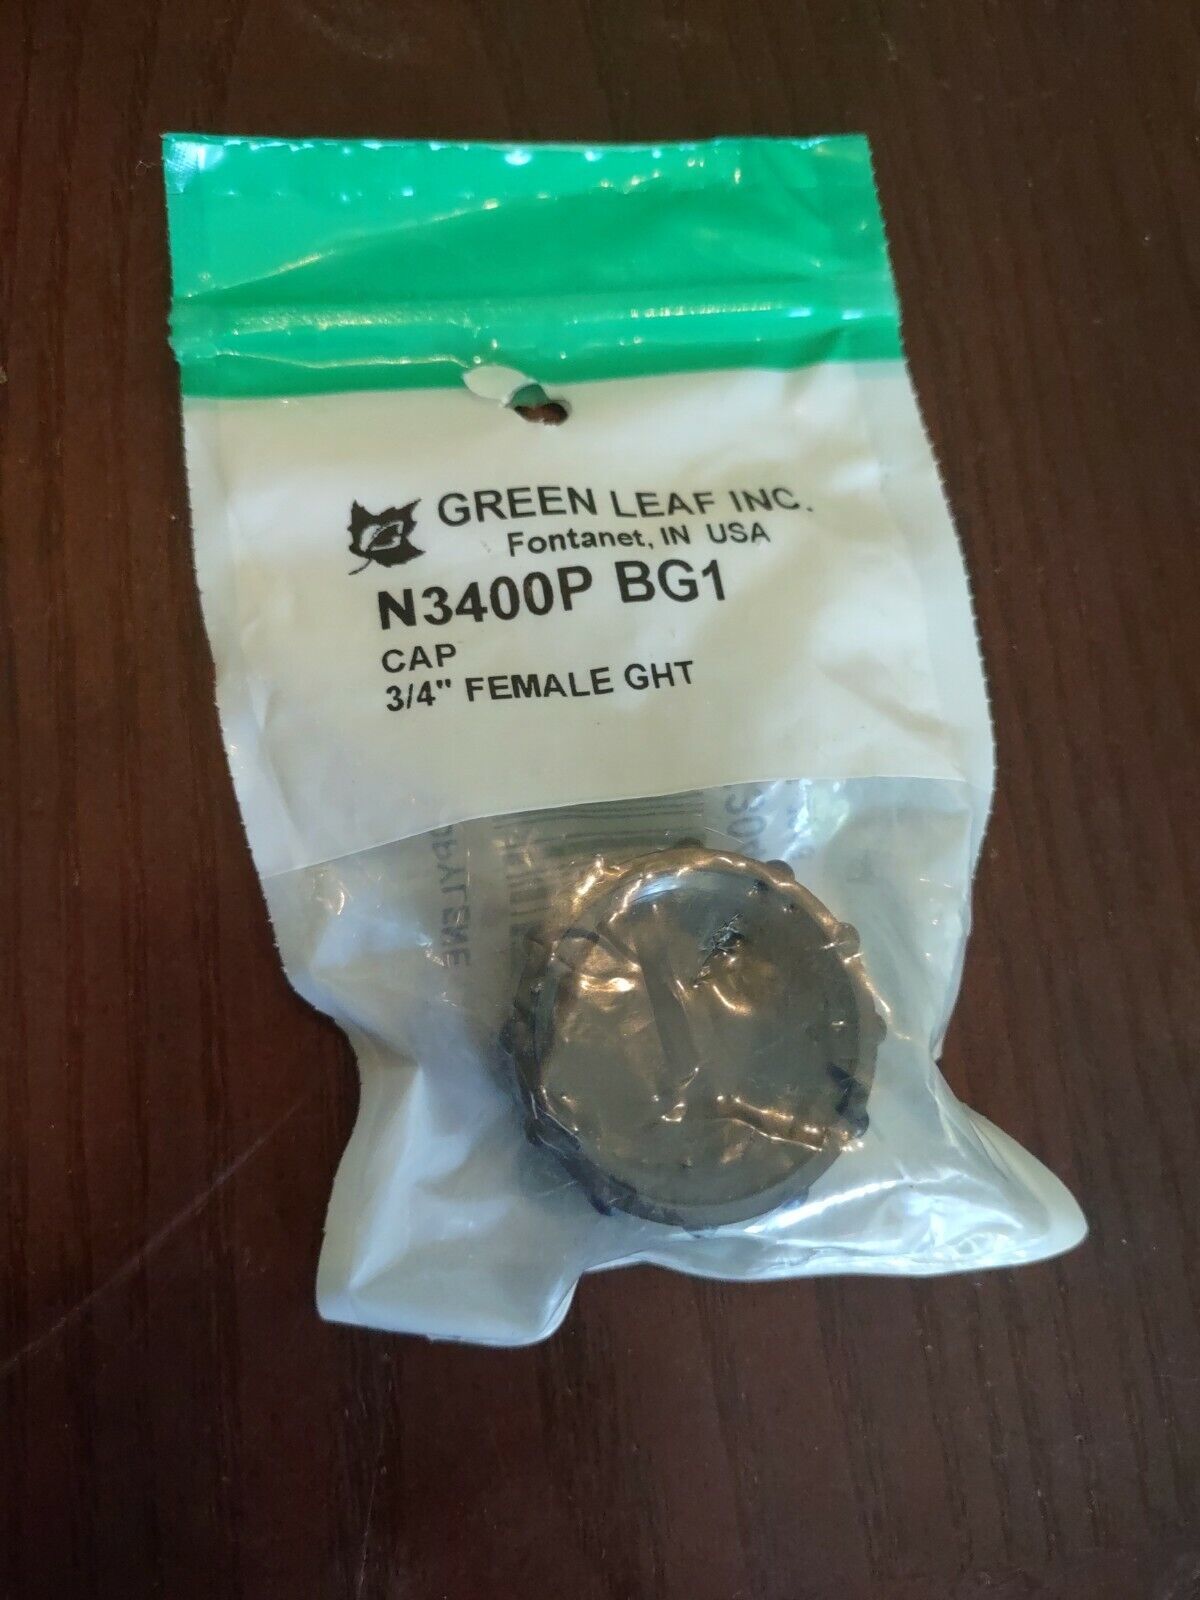 GREEN LEAF INC.
Fontanet, IN USA
N3400P BG1
CAP
3/4" FEMALE GHT